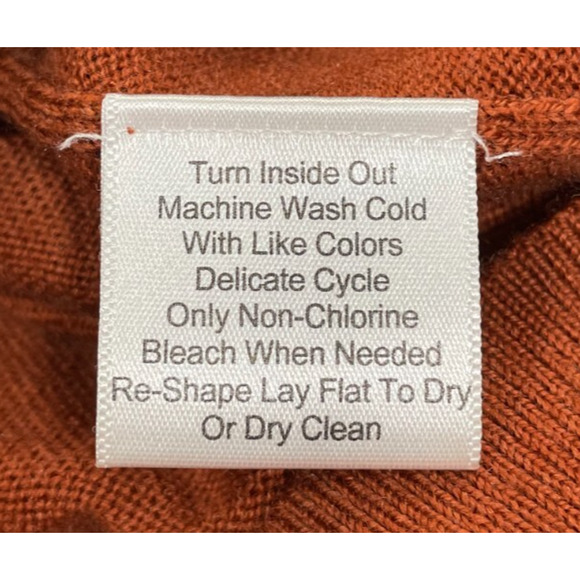 Turn Inside Out
Machine Wash Cold
With Like Colors
Delicate Cycle
Only Non-Chlorine
Bleach When Needed
Re-Shape Lay Flat To Dry
Or Dry Clean